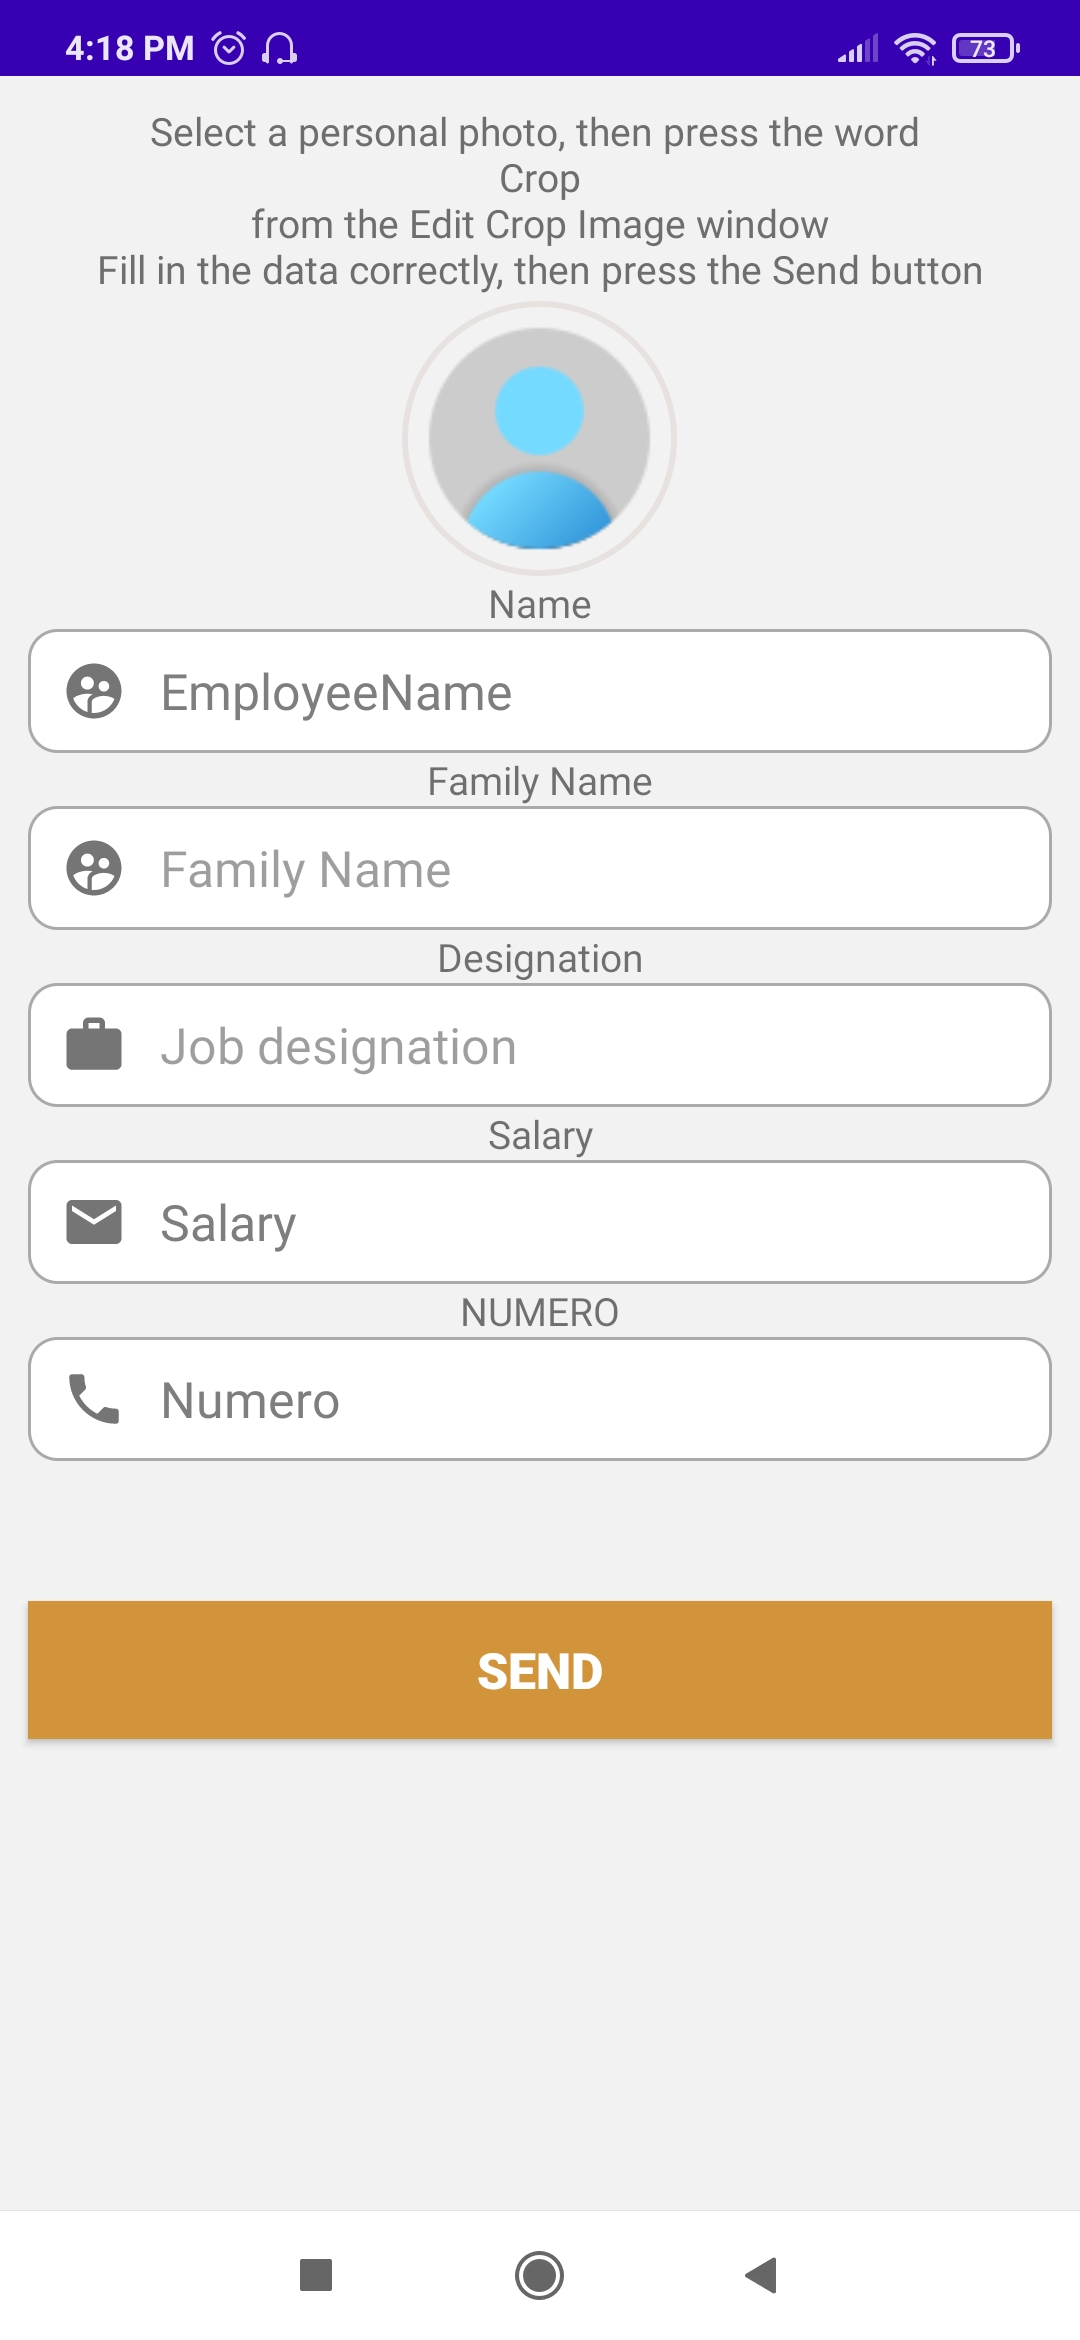 4:18 PM
73
Select a personal photo, then press the word
Crop
from the Edit Crop Image window
Fill in the data correctly, then press the Send button
Name
EmployeeName
Family Name
Family Name
Designation
Job designation
Salary
Salary
NUMERO
Numero
SEND